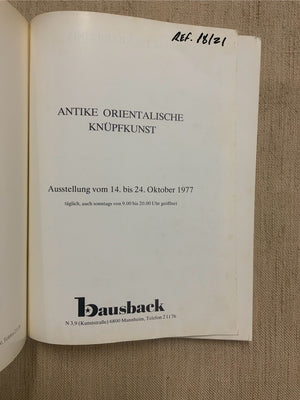 REF. 18/21
ANTIKE ORIENTALISCHE
KNÜPFKUNST
Ausstellung vom 14. bis 24. Oktober 1977
täglich, auch sonntags von 9.00 bis 20.00 Uhr geöffnet
bausback
N 3,9 (Kunststraße) 6800 Mannheim, Telefon 2 11 76